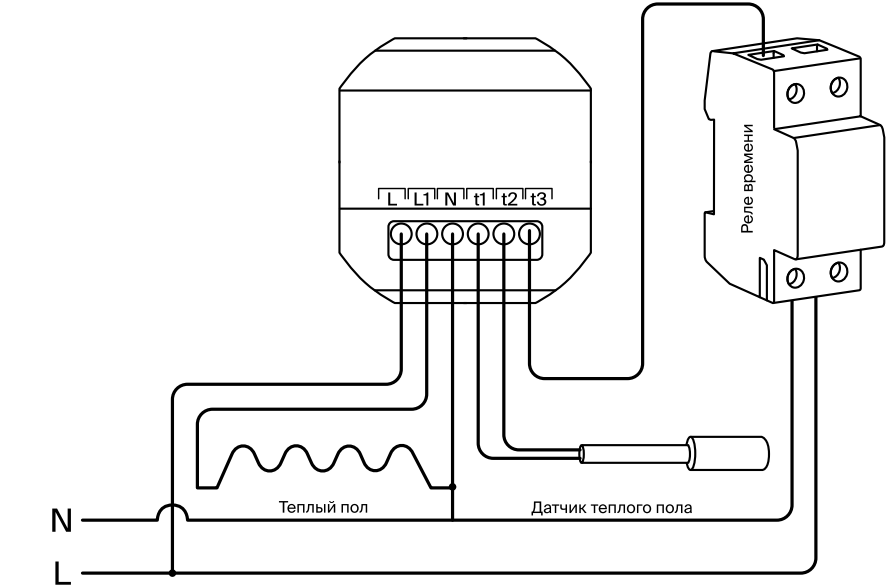 L L1 N t1 t2 t3
Реле времени
Теплый пол
Датчик теплого пола
N
L